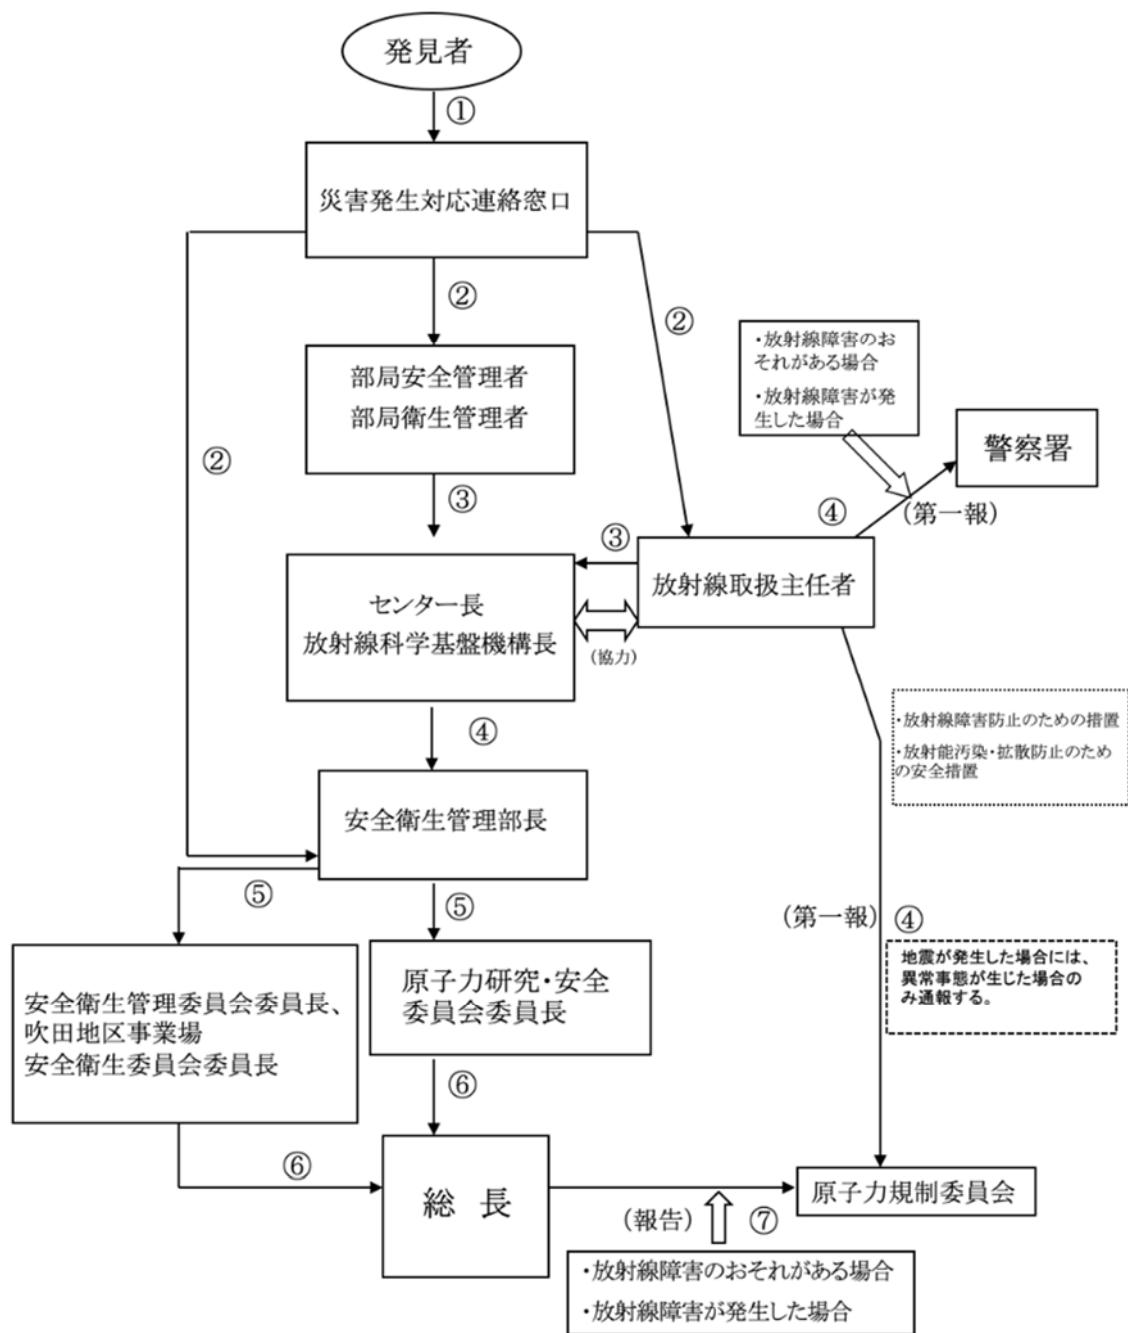 発見者
①
災害発生対応連絡窓口
②
②
②
・放射線障害のお
それがある場合
・放射線障害が発
生した場合
部局安全管理者
部局衛生管理者
警察署
③
④
(第一報)
③
放射線取扱主任者
センター長
放射線科学基盤機構長
(協力)
④
・放射線障害防止のための措置
・放射能汚染・拡散防止のため
の安全措置
安全衛生管理部長
⑤
⑤
(第一報)
④
地震が発生した場合には、
異常事態が生じた場合の
み通報する。
安全衛生管理委員会委員長、
吹田地区事業場
安全衛生委員会委員長
原子力研究・安全
委員会委員長
⑥
⑥
総 長
原子力規制委員会
(報告)
⑦
・放射線障害のおそれがある場合
・放射線障害が発生した場合